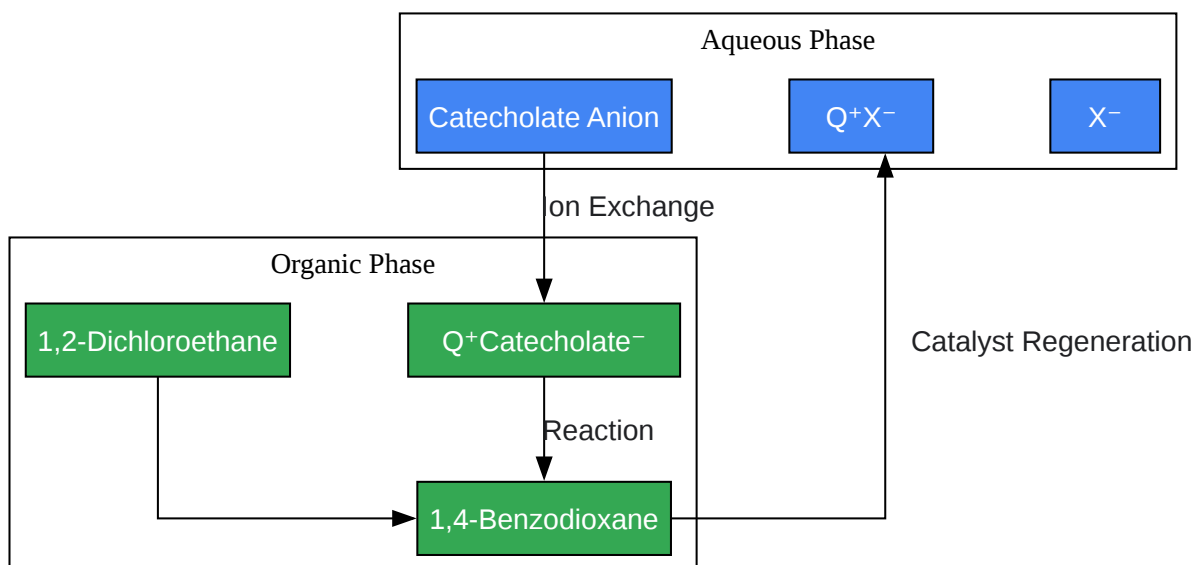 Aqueous Phase
Catecholate Anion
Q⁺X⁻
X⁻
Ion Exchange
Organic Phase
1,2-Dichloroethane
Q⁺Catecholate⁻
Catalyst Regeneration
Reaction
1,4-Benzodioxane